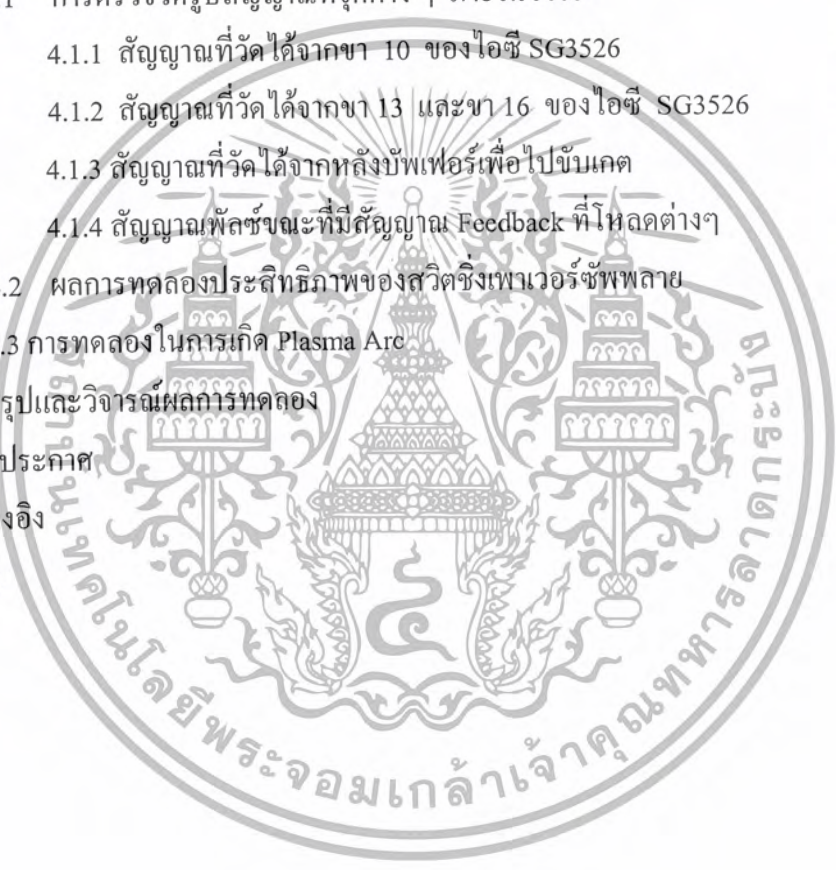 4.1.1 สัญญาณที่วัดได้จากขา 10 ของไอซี SG3526
4.1.2 สัญญาณที่วัดได้จากขา 13 และขา 16 ของไอซี SG3526
4.1.3 สัญญาณที่วัดได้จากหลังบัพเฟอร์เพื่อไปขับเกต
4.1.4 สัญญาณพัลซ์ขณะที่มีสัญญาณ Feedback ที่โหลดต่างๆ
.2 ผลการทดลองประสิทธิภาพของสวิตชิ่งเพาเวอร์ซัพพลาย
.3 การทดลองในการเกิด Plasma Arc
รุปและวิจารณ์ผลการทดลอง
ประกาศ
งอิง
สถาบันเทคโนโลยีพระจอมเกล้าเจ้าคุณทหารลาดกระบัง